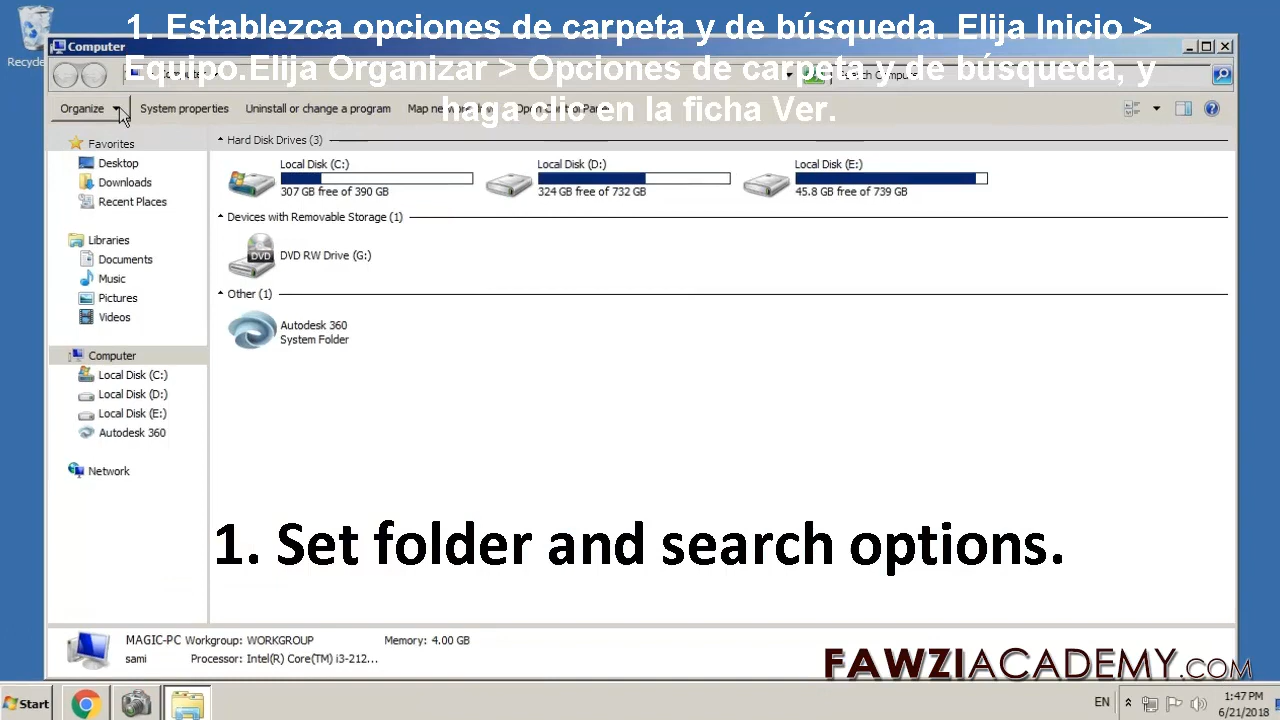 1. Establezca opciones de carpeta y de búsqueda. Elija Inicio >
Equipo.Elija Organizar > Opciones de carpeta y de búsqueda, y
haga clic en la ficha Ver.
Computer
Organize
System properties
Uninstall or change a program
Favorites
Desktop
Downloads
Recent Places
Libraries
Documents
Music
Pictures
Videos
Computer
Local Disk (C:)
Local Disk (D:)
Local Disk (E:)
Autodesk 360
Network
Hard Disk Drives (3)
Local Disk (C:)
307 GB free of 390 GB
Local Disk (D:)
324 GB free of 732 GB
Local Disk (E:)
45.8 GB free of 739 GB
Devices with Removable Storage (1)
DVD
DVD RW Drive (G:)
Other (1)
Autodesk 360
System Folder
1. Set folder and search options.
MAGIC-PC Workgroup: WORKGROUP Memory: 4.00 GB
sami Processor: Intel(R) Core(TM) i3-212...
FAWZIACADEMY.COM
Start
EN
1:47 PM
6/21/2018